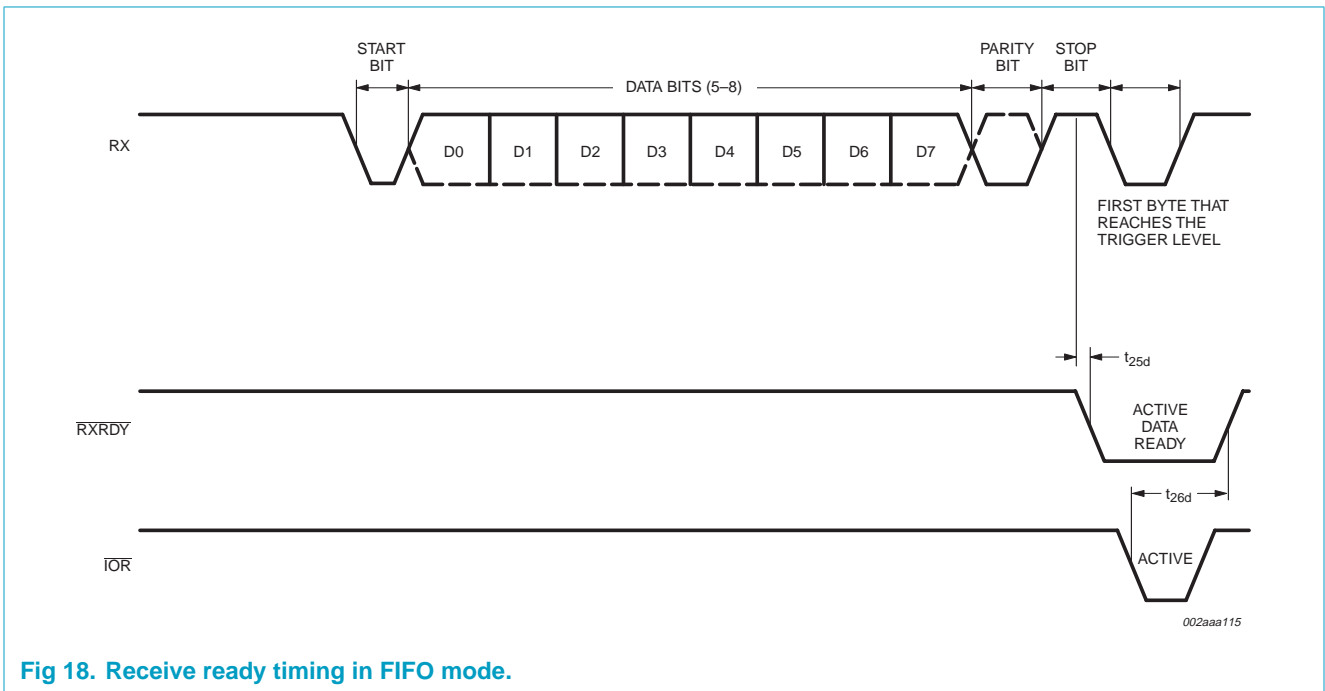 START
BIT
DATA BITS (5–8)
PARITY
BIT
STOP
BIT
RX
D0
D1
D2
D3
D4
D5
D6
D7
FIRST BYTE THAT
REACHES THE
TRIGGER LEVEL
t25d
RXRDY
ACTIVE
DATA
READY
t26d
IOR
ACTIVE
002aaa115
Fig 18. Receive ready timing in FIFO mode.